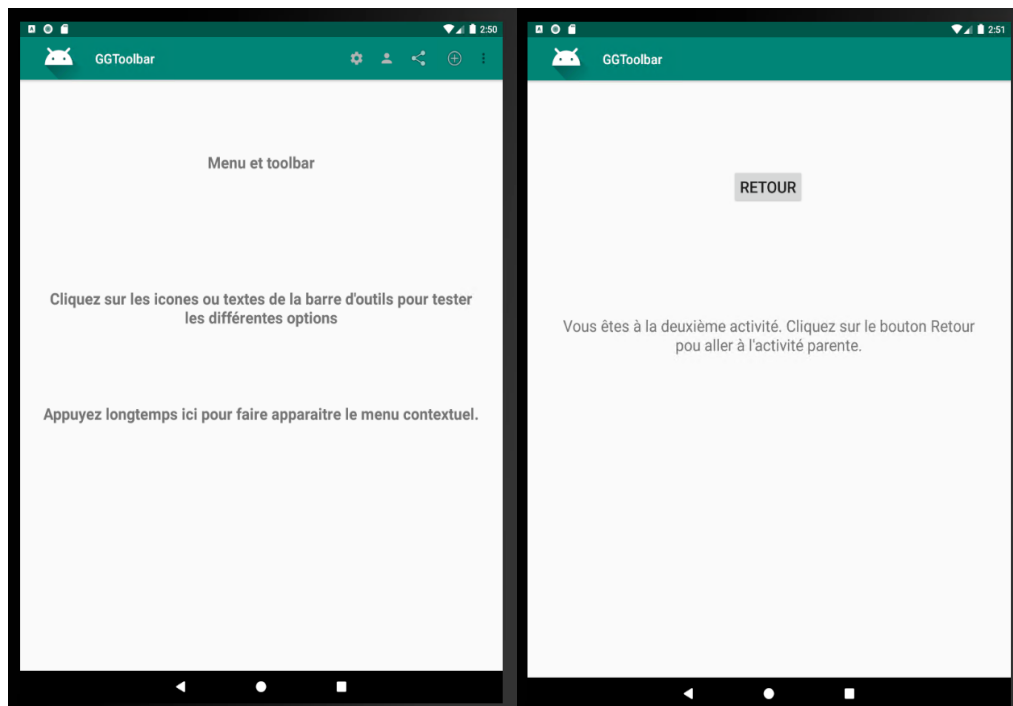 2:50
GGToolbar
Menu et toolbar
Cliquez sur les icones ou textes de la barre d'outils pour tester
les différentes options
Appuyez longtemps ici pour faire apparaitre le menu contextuel.
2:51
GGToolbar
RETOUR
Vous êtes à la deuxième activité. Cliquez sur le bouton Retour
pou aller à l'activité parente.